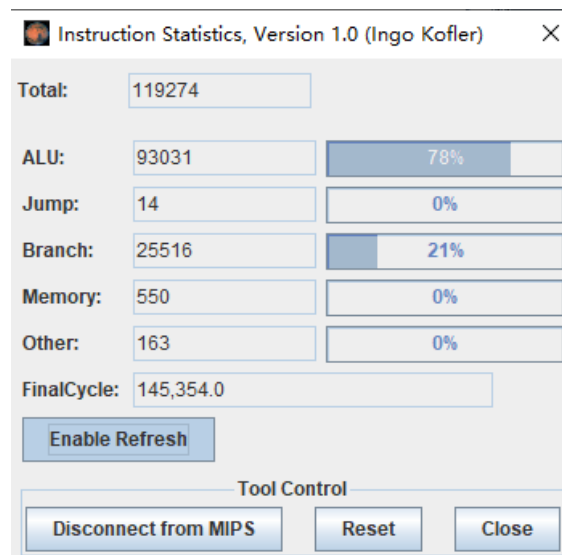 Instruction Statistics, Version 1.0 (Ingo Kofler)
Total: 119274
ALU: 93031 78%
Jump: 14 0%
Branch: 25516 21%
Memory: 550 0%
Other: 163 0%
FinalCycle: 145,354.0
Enable Refresh
Tool Control
Disconnect from MIPS Reset Close